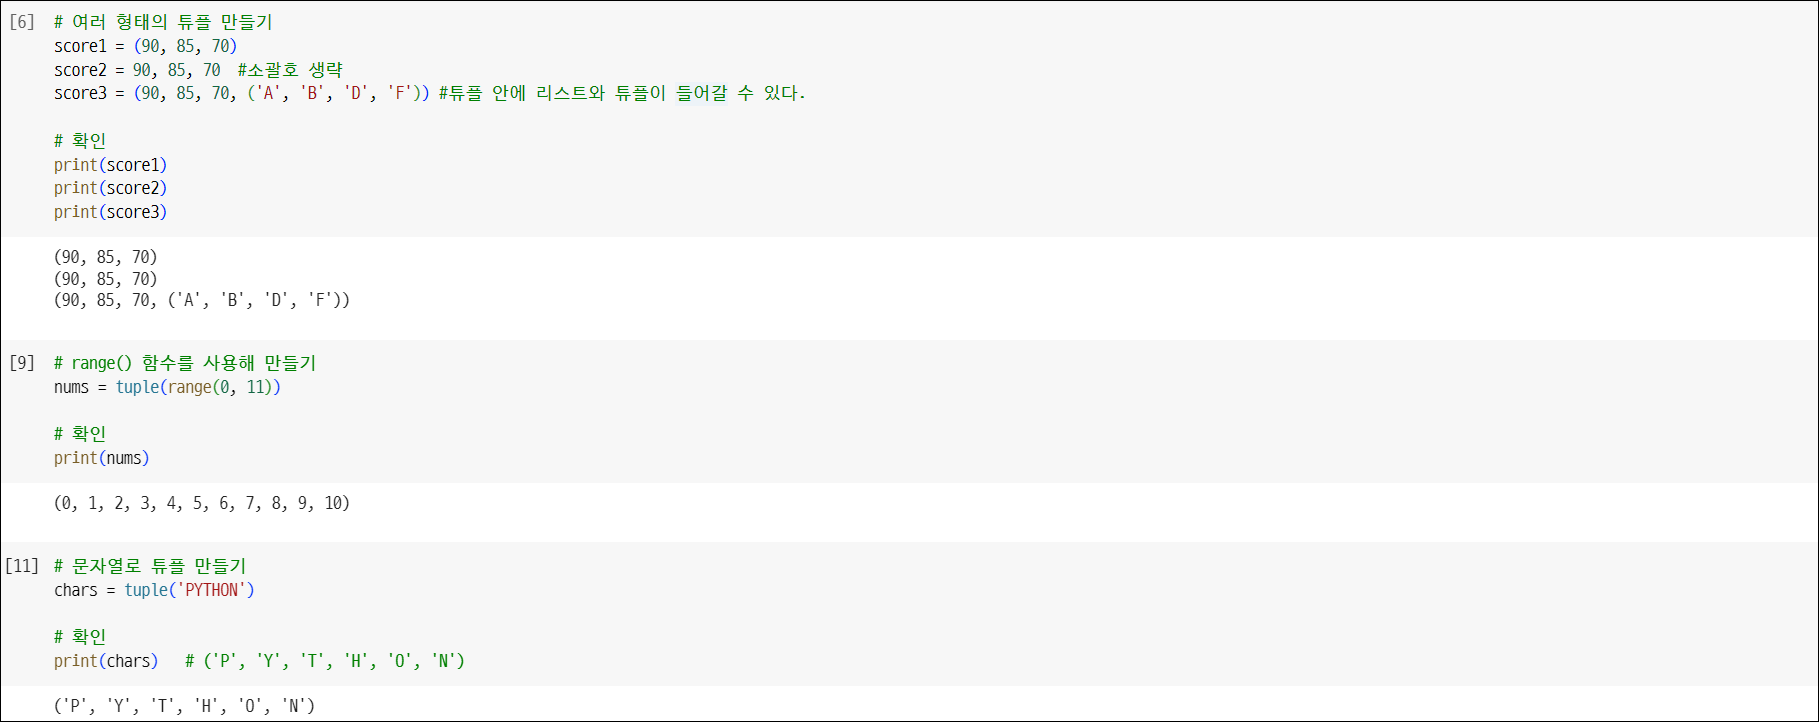 [6] # 여러 형태의 튜플 만들기
score1 = (90, 85, 70)
score2 = 90, 85, 70  #소괄호 생략
score3 = (90, 85, 70, ('A', 'B', 'D', 'F')) #튜플 안에 리스트와 튜플이 들어갈 수 있다.
# 확인
print(score1)
print(score2)
print(score3)
(90, 85, 70)
(90, 85, 70)
(90, 85, 70, ('A', 'B', 'D', 'F'))
[9] # range() 함수를 사용해 만들기
nums = tuple(range(0, 11))
# 확인
print(nums)
(0, 1, 2, 3, 4, 5, 6, 7, 8, 9, 10)
[11] # 문자열로 튜플 만들기
chars = tuple('PYTHON')
# 확인
print(chars)   # ('P', 'Y', 'T', 'H', 'O', 'N')
('P', 'Y', 'T', 'H', 'O', 'N')